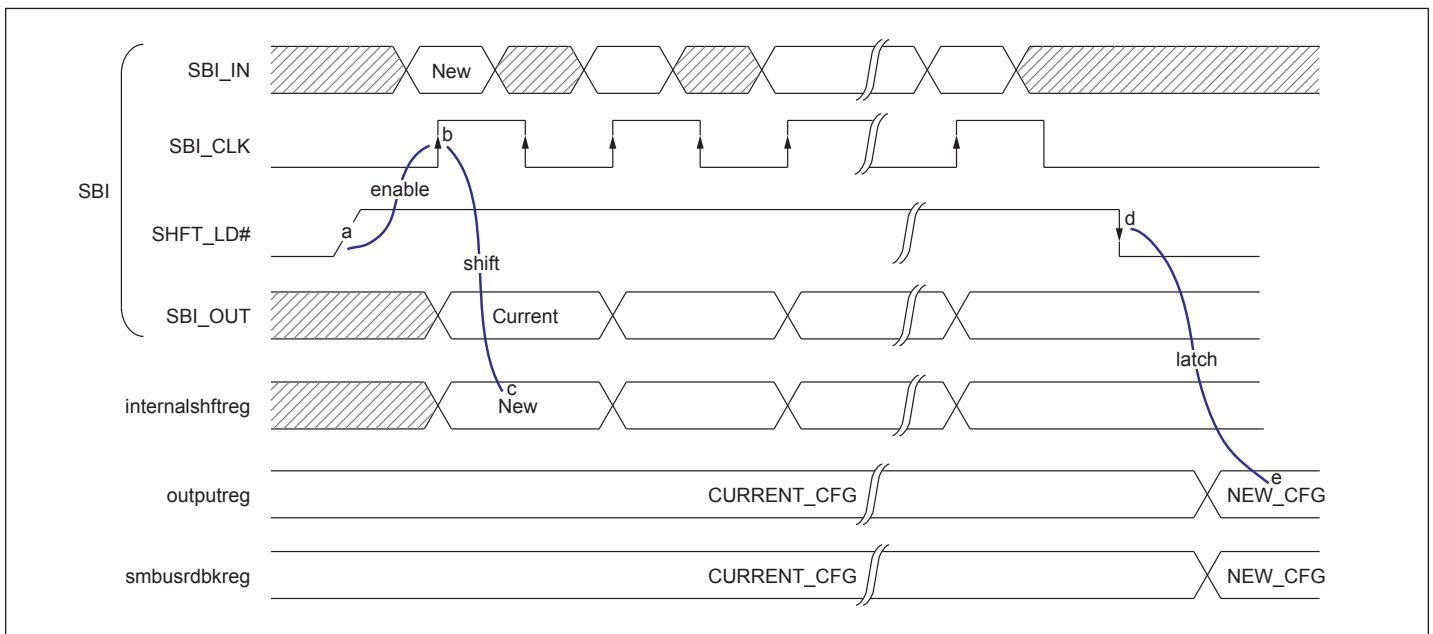 SBI
SBI_IN
New
SBI_CLK
b
enable
SHFT_LD#
a
d
shift
SBI_OUT
Current
latch
internalshftreg
c
New
outputreg
CURRENT_CFG
e
NEW_CFG
smbusrdbkreg
CURRENT_CFG
NEW_CFG